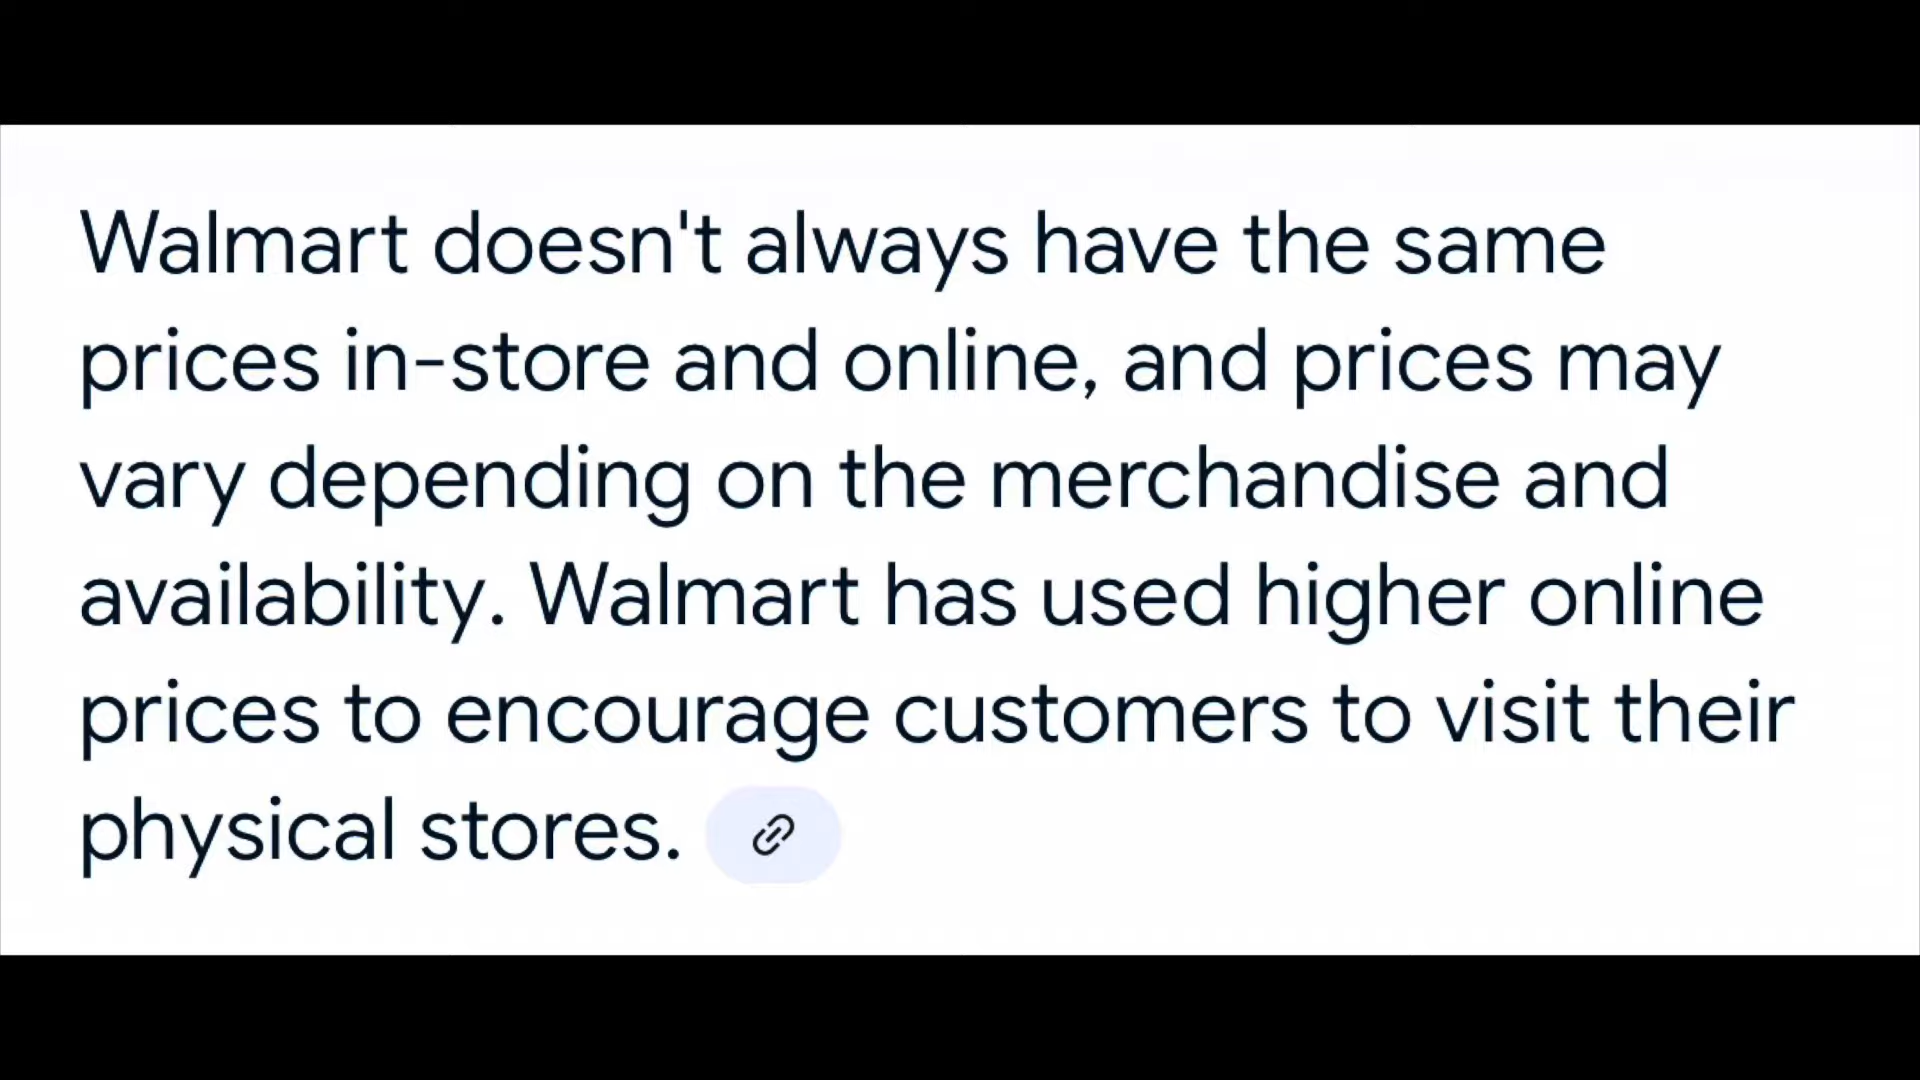 Walmart doesn't always have the same
prices in-store and online, and prices may
vary depending on the merchandise and
availability. Walmart has used higher online
prices to encourage customers to visit their
physical stores.